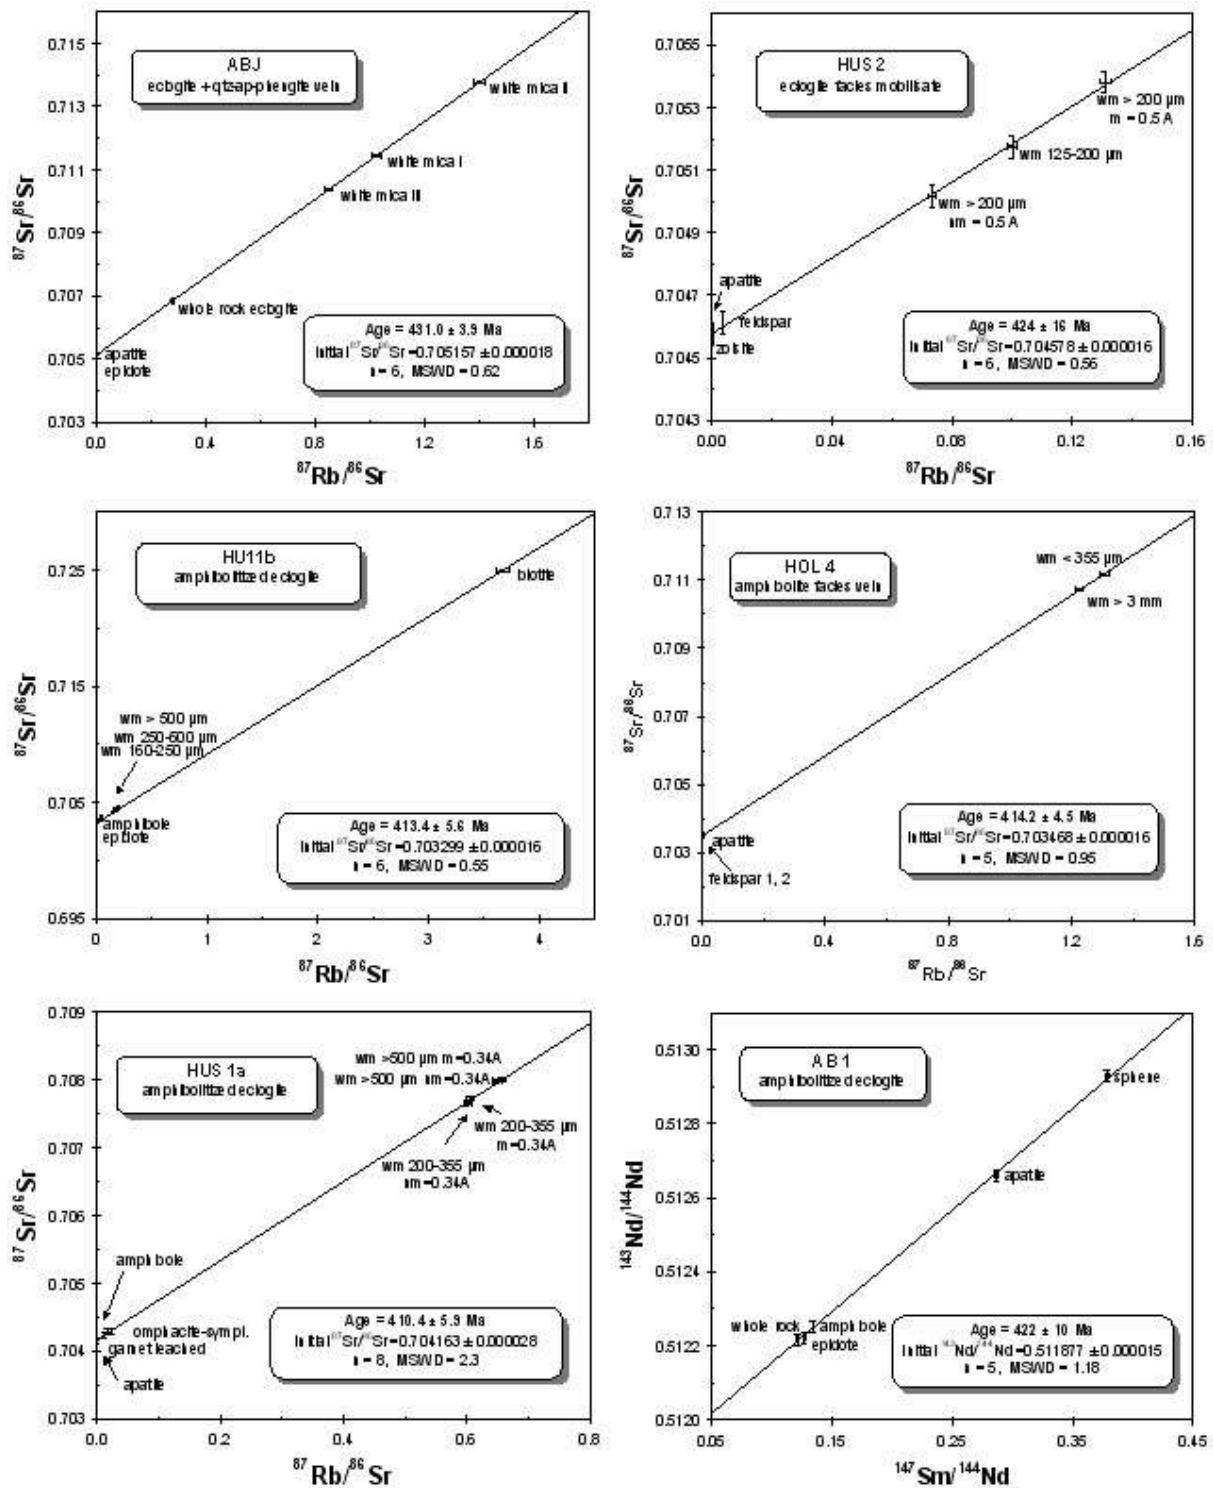 ABJ
eclogite + qtz-ap-phengite vein
0.715
0.713
0.711
0.709
0.707
0.705
0.703
87Sr/86Sr
white mica II
white mica I
white mica III
whole rock eclogite
apatite
epidote
Age = 431.0 ± 3.9 Ma
Initial 87Sr/86Sr=0.705157 ± 0.000018
n = 6, MSWD = 0.62
0.0 0.4 0.8 1.2 1.6
87Rb/86Sr
HUS 2
eclogite facies mobilisate
0.7055
0.7053
0.7051
0.7049
0.7047
0.7045
0.7043
87Sr/86Sr
wm > 200 µm
m = 0.5 A
wm 125-200 µm
wm > 200 µm
nm = 0.5 A
apatite
feldspar
zoisite
Age = 424 ± 16 Ma
Initial 87Sr/86Sr=0.704578 ± 0.000016
n = 6, MSWD = 0.56
0.00 0.04 0.08 0.12 0.16
87Rb/86Sr
HU11b
amphibolitized eclogite
0.725
0.715
0.705
0.695
87Sr/86Sr
biotite
wm > 500 µm
wm 250-500 µm
wm 160-250 µm
amphibole
epidote
Age = 413.4 ± 5.6 Ma
Initial 87Sr/86Sr=0.703299 ± 0.000016
n = 6, MSWD = 0.55
0 1 2 3 4
87Rb/86Sr
HOL 4
amphibolite facies vein
0.713
0.711
0.709
0.707
0.705
0.703
0.701
87Sr/86Sr
wm < 355 µm
wm > 3 mm
apatite
feldspar 1, 2
Age = 414.2 ± 4.5 Ma
Initial 87Sr/86Sr=0.703468 ± 0.000016
n = 5, MSWD = 0.95
0.0 0.4 0.8 1.2 1.6
87Rb/86Sr
HUS 1a
amphibolitized eclogite
0.709
0.708
0.707
0.706
0.705
0.704
0.703
87Sr/86Sr
wm >500 µm m=0.34A
wm >500 µm nm=0.34A
wm 200-355 µm
m=0.34A
wm 200-355 µm
nm=0.34A
amphibole
omphacite-sympl.
garnet leached
apatite
Age = 410.4 ± 5.9 Ma
Initial 87Sr/86Sr=0.704163 ± 0.000028
n = 8, MSWD = 2.3
0.0 0.2 0.4 0.6 0.8
87Rb/86Sr
AB 1
amphibolitized eclogite
0.5130
0.5128
0.5126
0.5124
0.5122
0.5120
143Nd/144Nd
sphene
apatite
whole rock
amphibole
epidote
Age = 422 ± 10 Ma
Initial 143Nd/144Nd=0.511877 ± 0.000015
n = 5, MSWD = 1.18
0.05 0.15 0.25 0.35 0.45
147Sm/144Nd